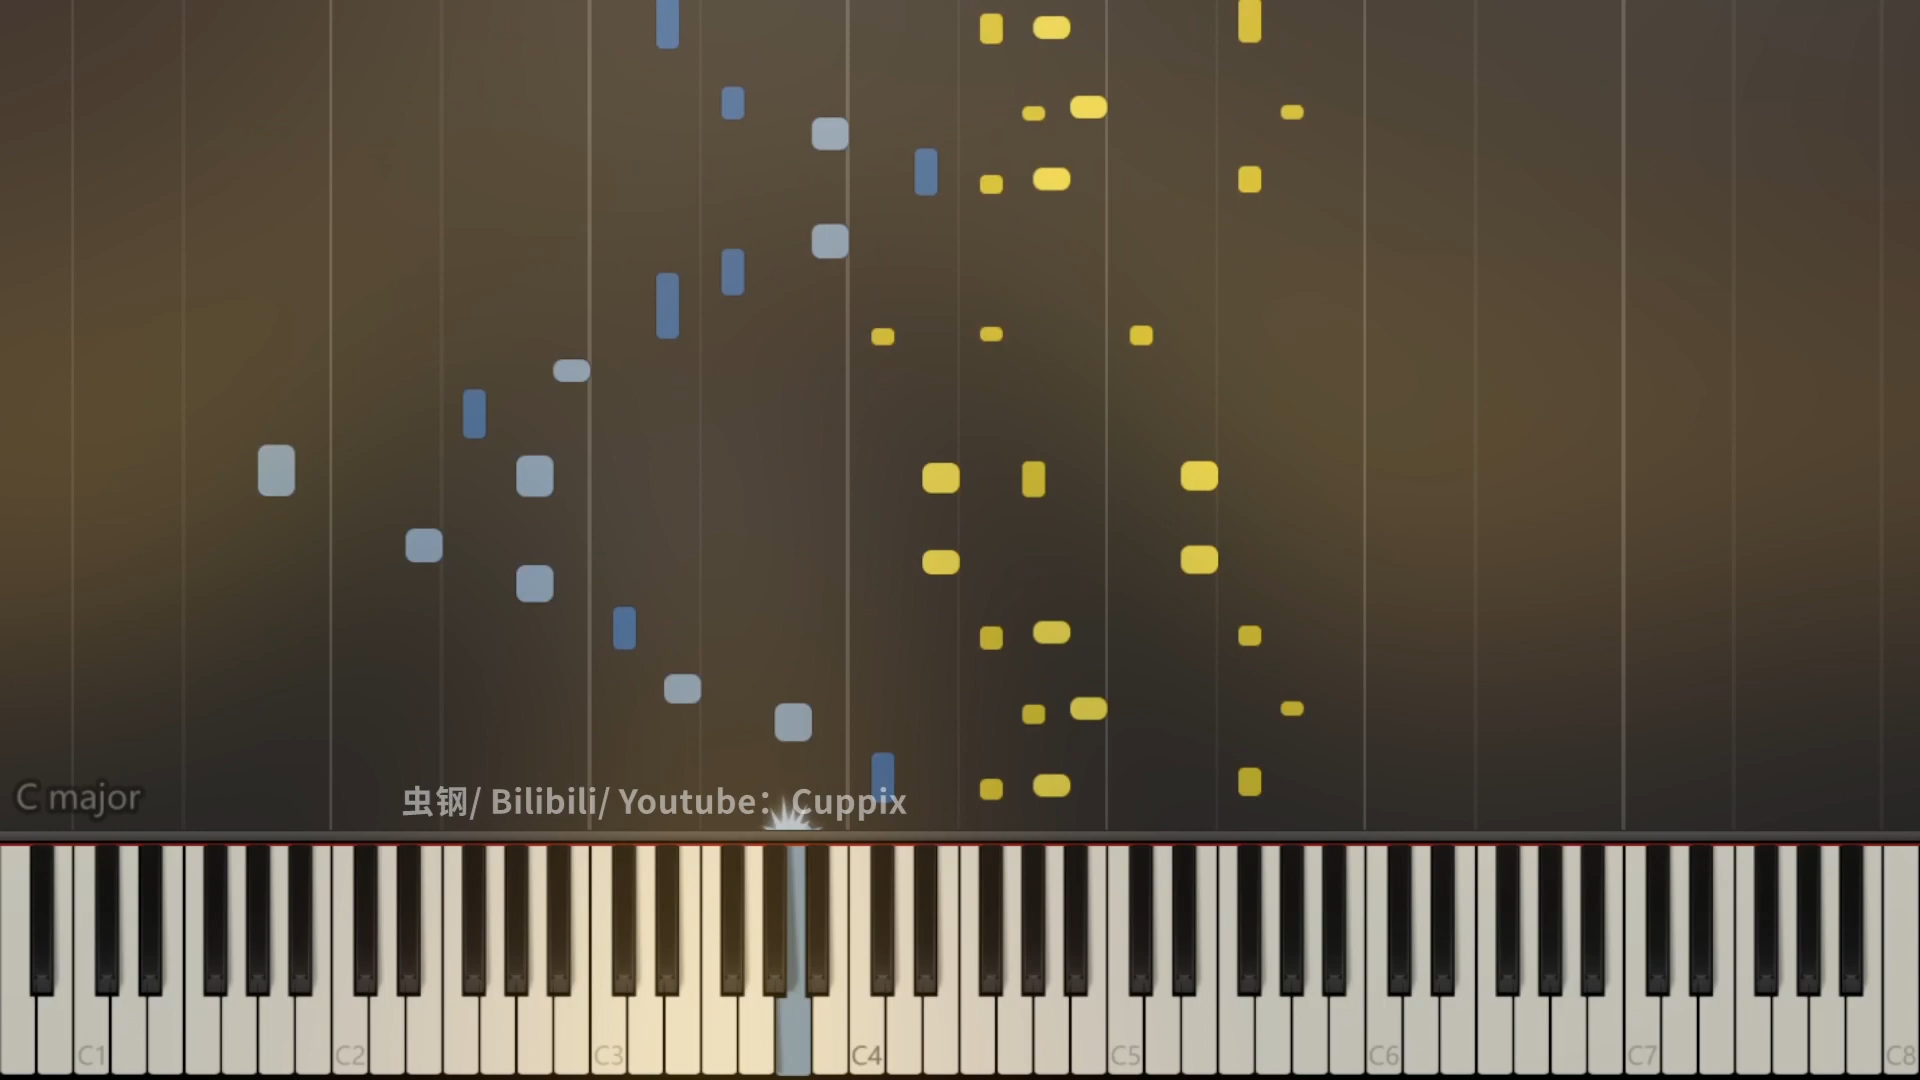 C major
虫钢/ Bilibili/ Youtube：Cuppix
C1 C2 C3 C4 C5 C6 C7 C8